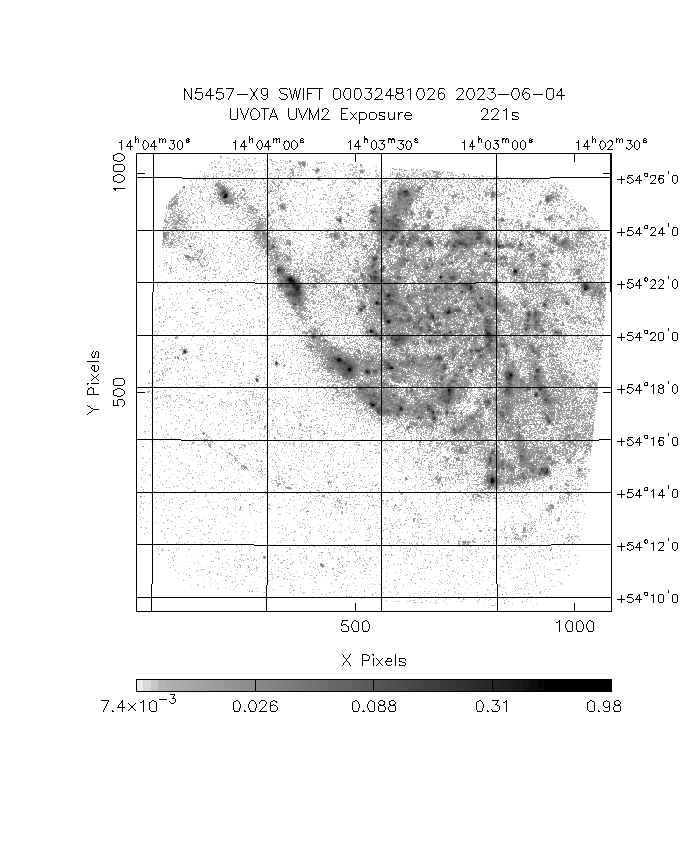 N5457-X9 SWIFT 00032481026 2023-06-04
UVOTA UVM2 Exposure 221s
14ʰ04ᵐ30ˢ 14ʰ04ᵐ00ˢ 14ʰ03ᵐ30ˢ 14ʰ03ᵐ00ˢ 14ʰ02ᵐ30ˢ
1000
+54°26'0
+54°24'0
+54°22'0
+54°20'0
Y Pixels
500
+54°18'0
+54°16'0
+54°14'0
+54°12'0
+54°10'0
500 1000
X Pixels
7.4×10⁻³ 0.026 0.088 0.31 0.98